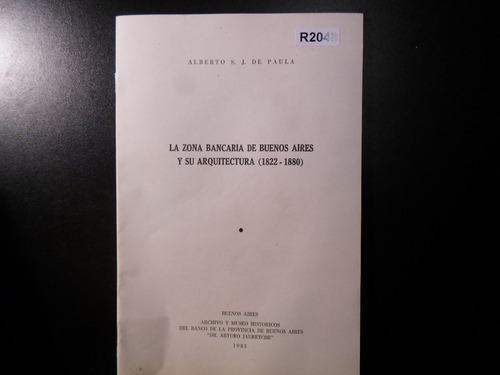 R2048
ALBERTO S. J. DE PAULA
LA ZONA BANCARIA DE BUENOS AIRES
Y SU ARQUITECTURA (1822 - 1880)
BUENOS AIRES
ARCHIVO Y MUSEO HISTORICOS
DEL BANCO DE LA PROVINCIA DE BUENOS AIRES
"DR. ARTURO JAURETCHE"